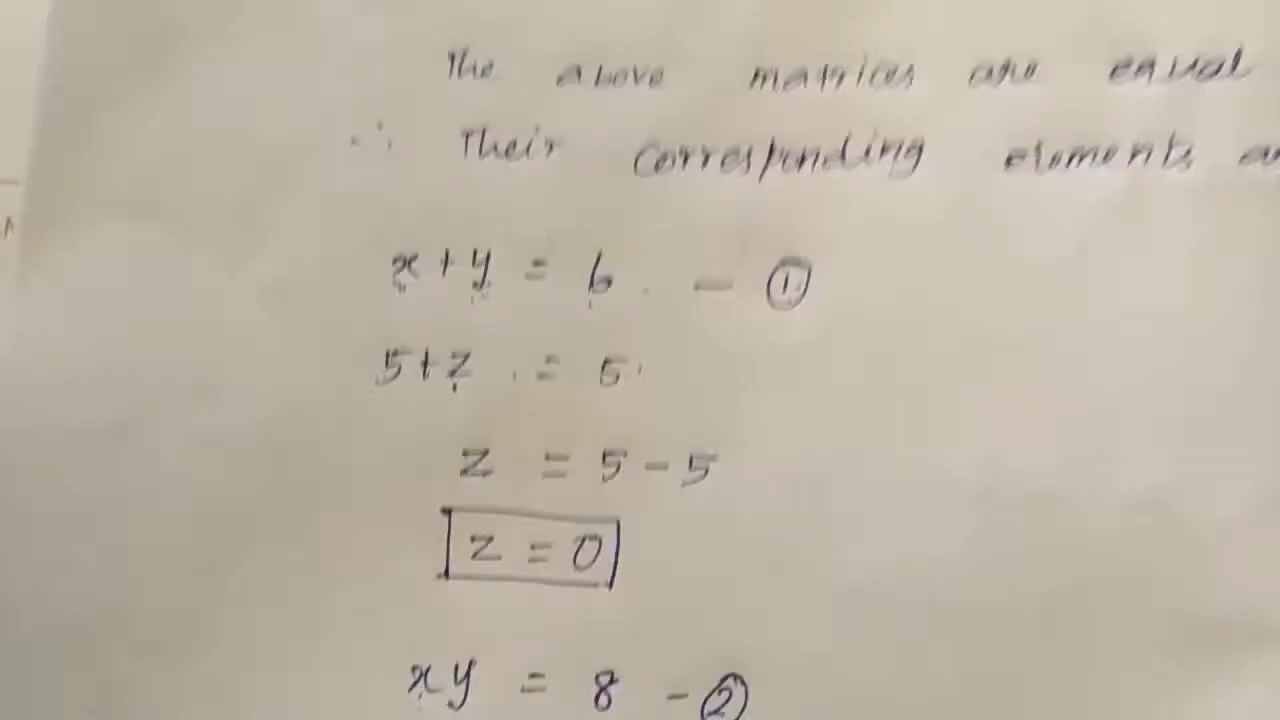 The above matrices are equal
∴ Their corresponding elements
x + y = 6 - ①
5 + z = 5
z = 5 - 5
z = 0
xy = 8 - ②